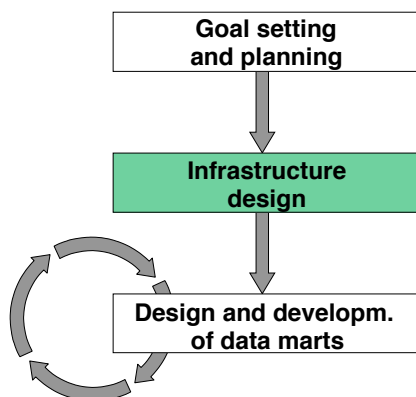 Goal setting
and planning
Infrastructure
design
Design and developm.
of data marts